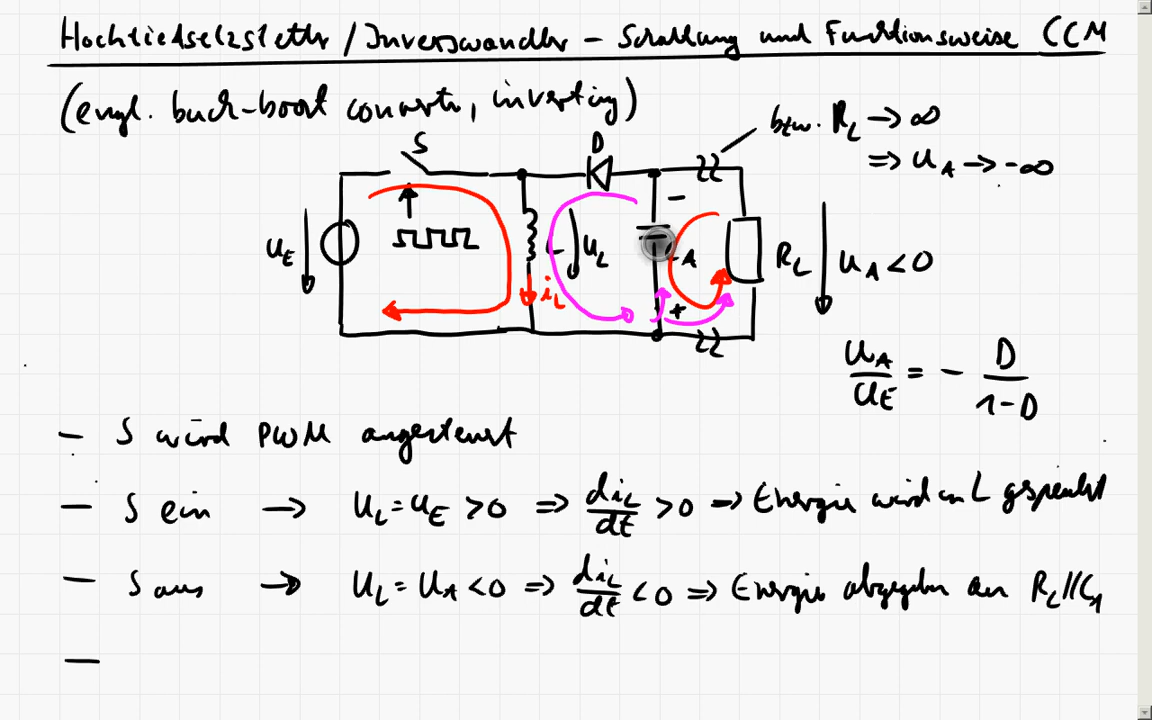 Hochtiefsetzsteller / Inverswandler – Schaltung und Funktionsweise CCM
(engl. buck-boost converter, inverting)
btw. R_L → ∞
⇒ U_A → -∞
S
D
U_E
L
U_L
i_L
C_A
-
+
R_L
U_A < 0
U_A/U_E = - D/(1-D)
– S wird PWM angesteuert
– S ein → U_L = U_E > 0 ⇒ di_L/dt > 0 ⇒ Energie wird in L gespeichert
– S aus → U_L = U_A < 0 ⇒ di_L/dt < 0 ⇒ Energie abgegeben an R_L // C_A
–